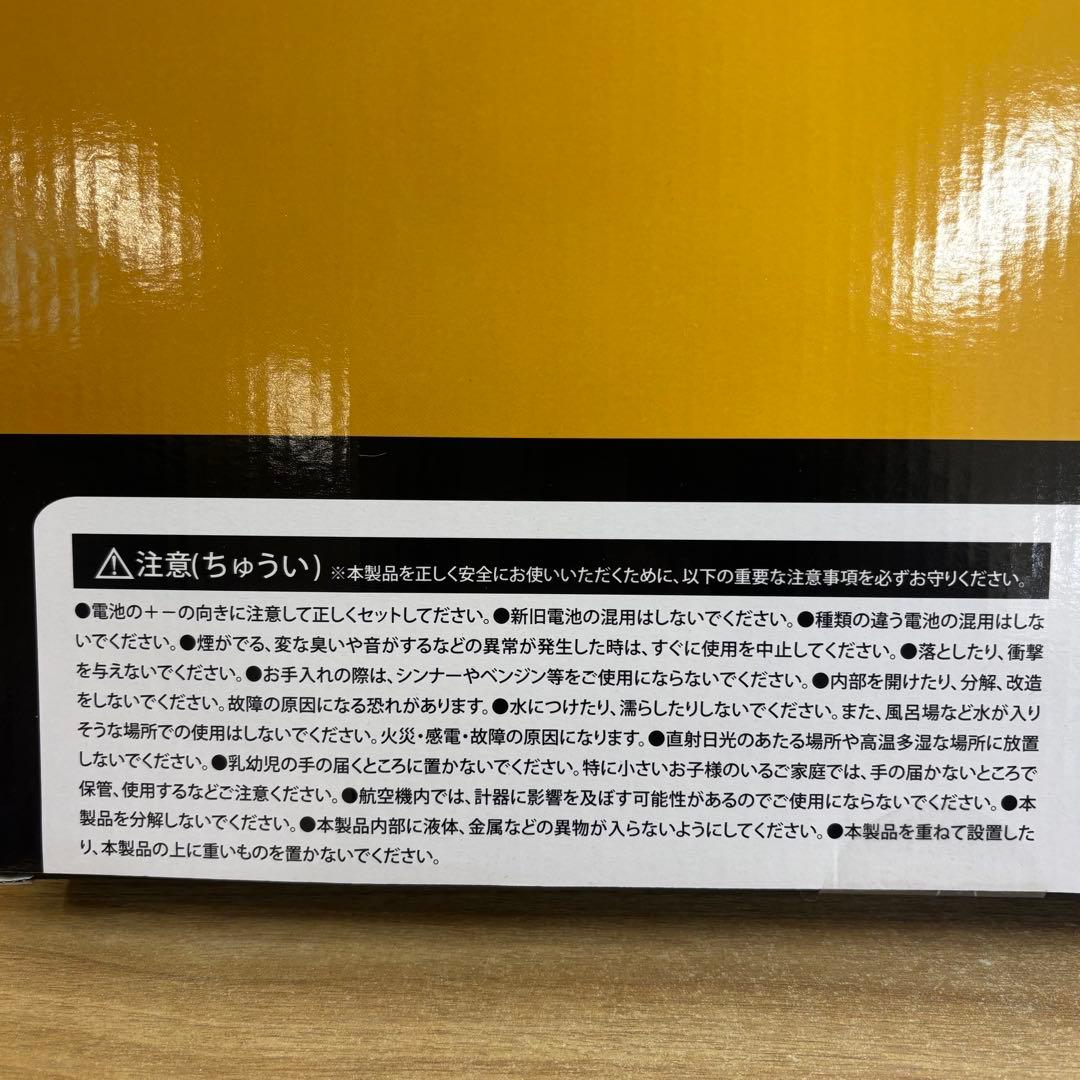 ⚠注意(ちゅうい) ※本製品を正しく安全にお使いいただくために、以下の重要な注意事項を必ずお守りください。
●電池の＋－の向きに注意して正しくセットしてださい。●新旧電池の混用はしないでください。●種類の違う電池の混用はしな
いでください。●煙がでる、変な臭いや音がするなどの異常が発生した時は、すぐに使用を中止してください。●落としたり、衝撃
を与えないでください。●お手入れの際は、シンナーやベンジン等をご使用にならないでください。●内部を開けたり、分解、改造
をしないでください。故障の原因になる恐れがあります。●水につけたり、濡らしたりしないでください。また、風呂場など水が入り
そうな場所での使用はしないでください。火災・感電・故障の原因になります。●直射日光のあたる場所や高温多湿な場所に放置
しないでください。●乳幼児の手の届くところに置かないでください。特に小さいお子様のいるご家庭では、手の届かないところで
保管、使用するなどご注意ください。●航空機内では、計器に影響を及ぼす可能性があるのでご使用にならないでください。●本
製品を分解しないでください。●本製品内部に液体、金属などの異物が入らないようにしてください。●本製品を重ねて設置した
り、本製品の上に重いものを置かないでください。